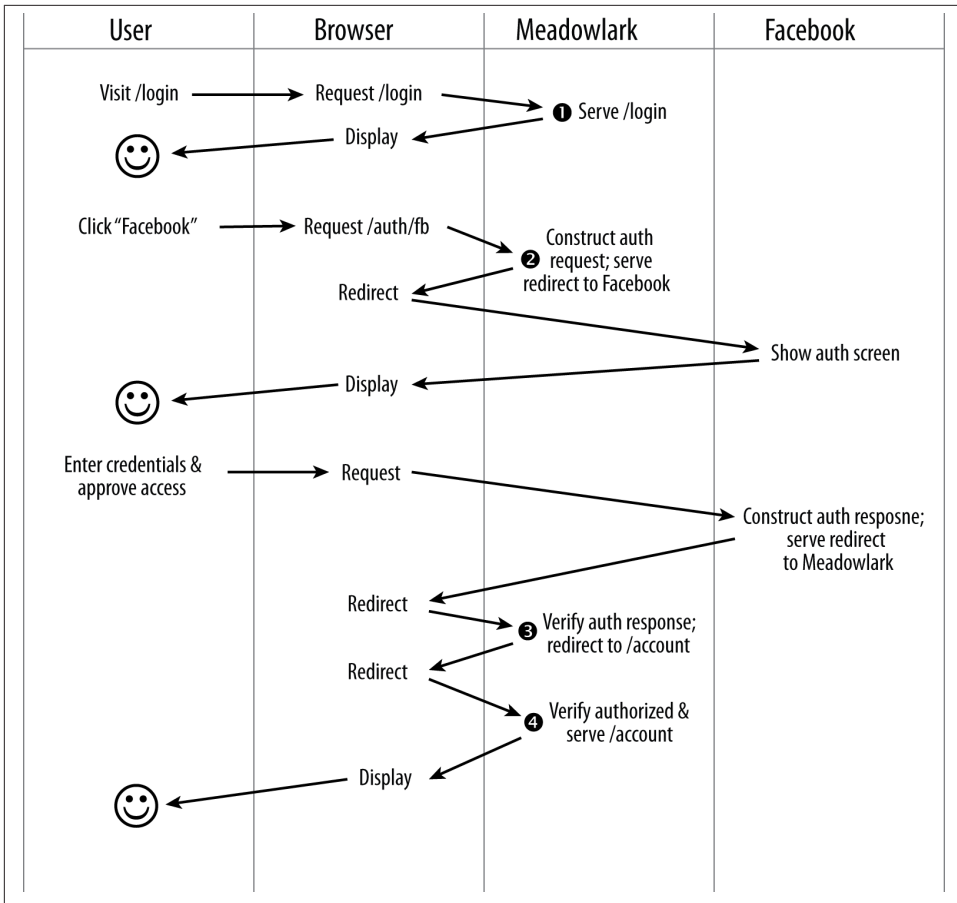 User
Browser
Meadowlark
Facebook
Visit /login
Request /login
❶ Serve /login
Display
Click “Facebook”
Request /auth/fb
❷ Construct auth
request; serve
redirect to Facebook
Redirect
Show auth screen
Display
Enter credentials &
approve access
Request
Construct auth resposne;
serve redirect
to Meadowlark
Redirect
❸ Verify auth response;
redirect to /account
Redirect
❹ Verify authorized &
serve /account
Display